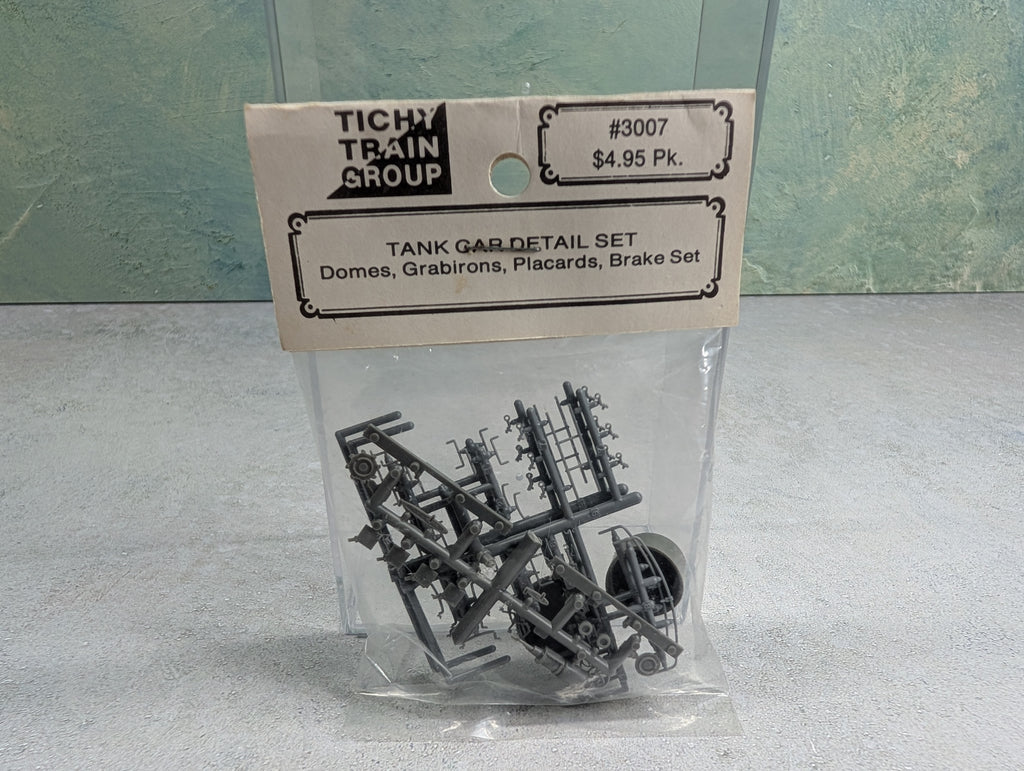 TICHY
TRAIN
GROUP
#3007
$4.95 Pk.
TANK CAR DETAIL SET
Domes, Grabirons, Placards, Brake Set